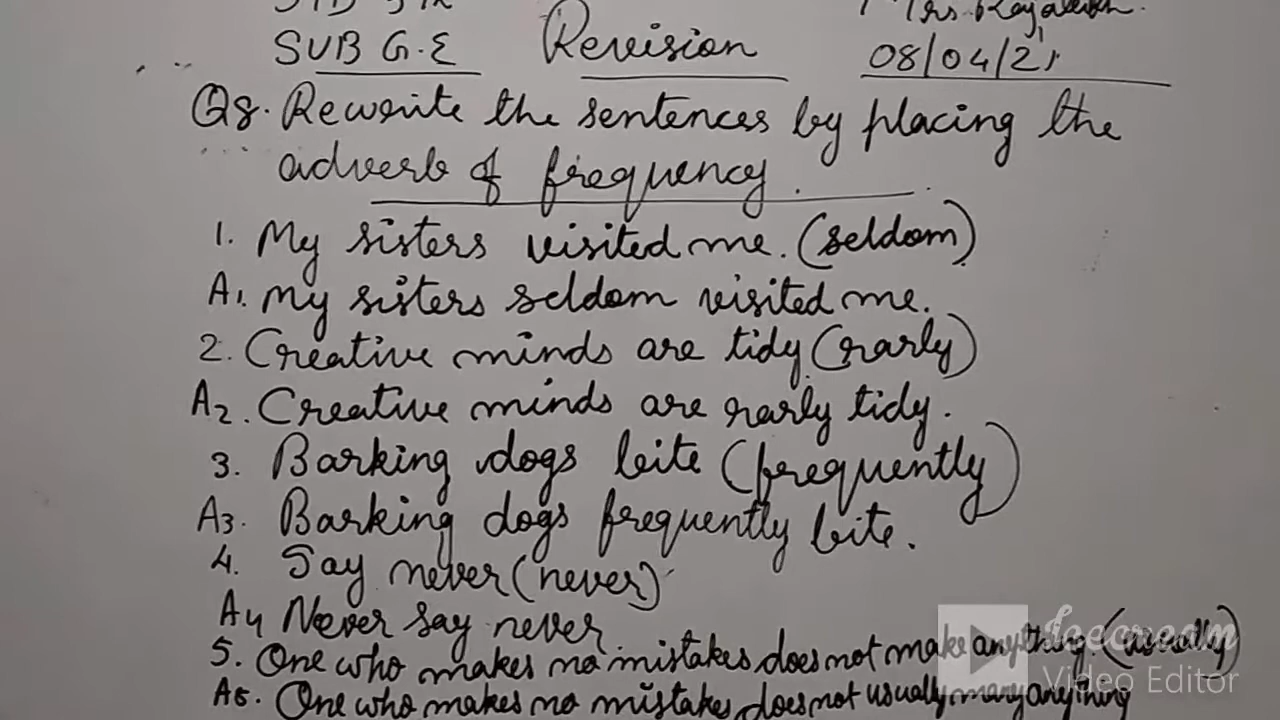 SUB G.E Revision 08/04/21
Q8. Rewrite the sentences by placing the
adverb of frequency.
1. My sisters visited me. (seldom)
A1. My sisters seldom visited me.
2. Creative minds are tidy (rarly)
A2. Creative minds are rarly tidy.
3. Barking dogs bite (frequently)
A3. Barking dogs frequently bite.
4. Say never (never)
A4 Never say never.
5. One who makes no mistakes does not make anything (usually)
A5. One who makes no mistakes does not usually many anything
Icecream
Video Editor